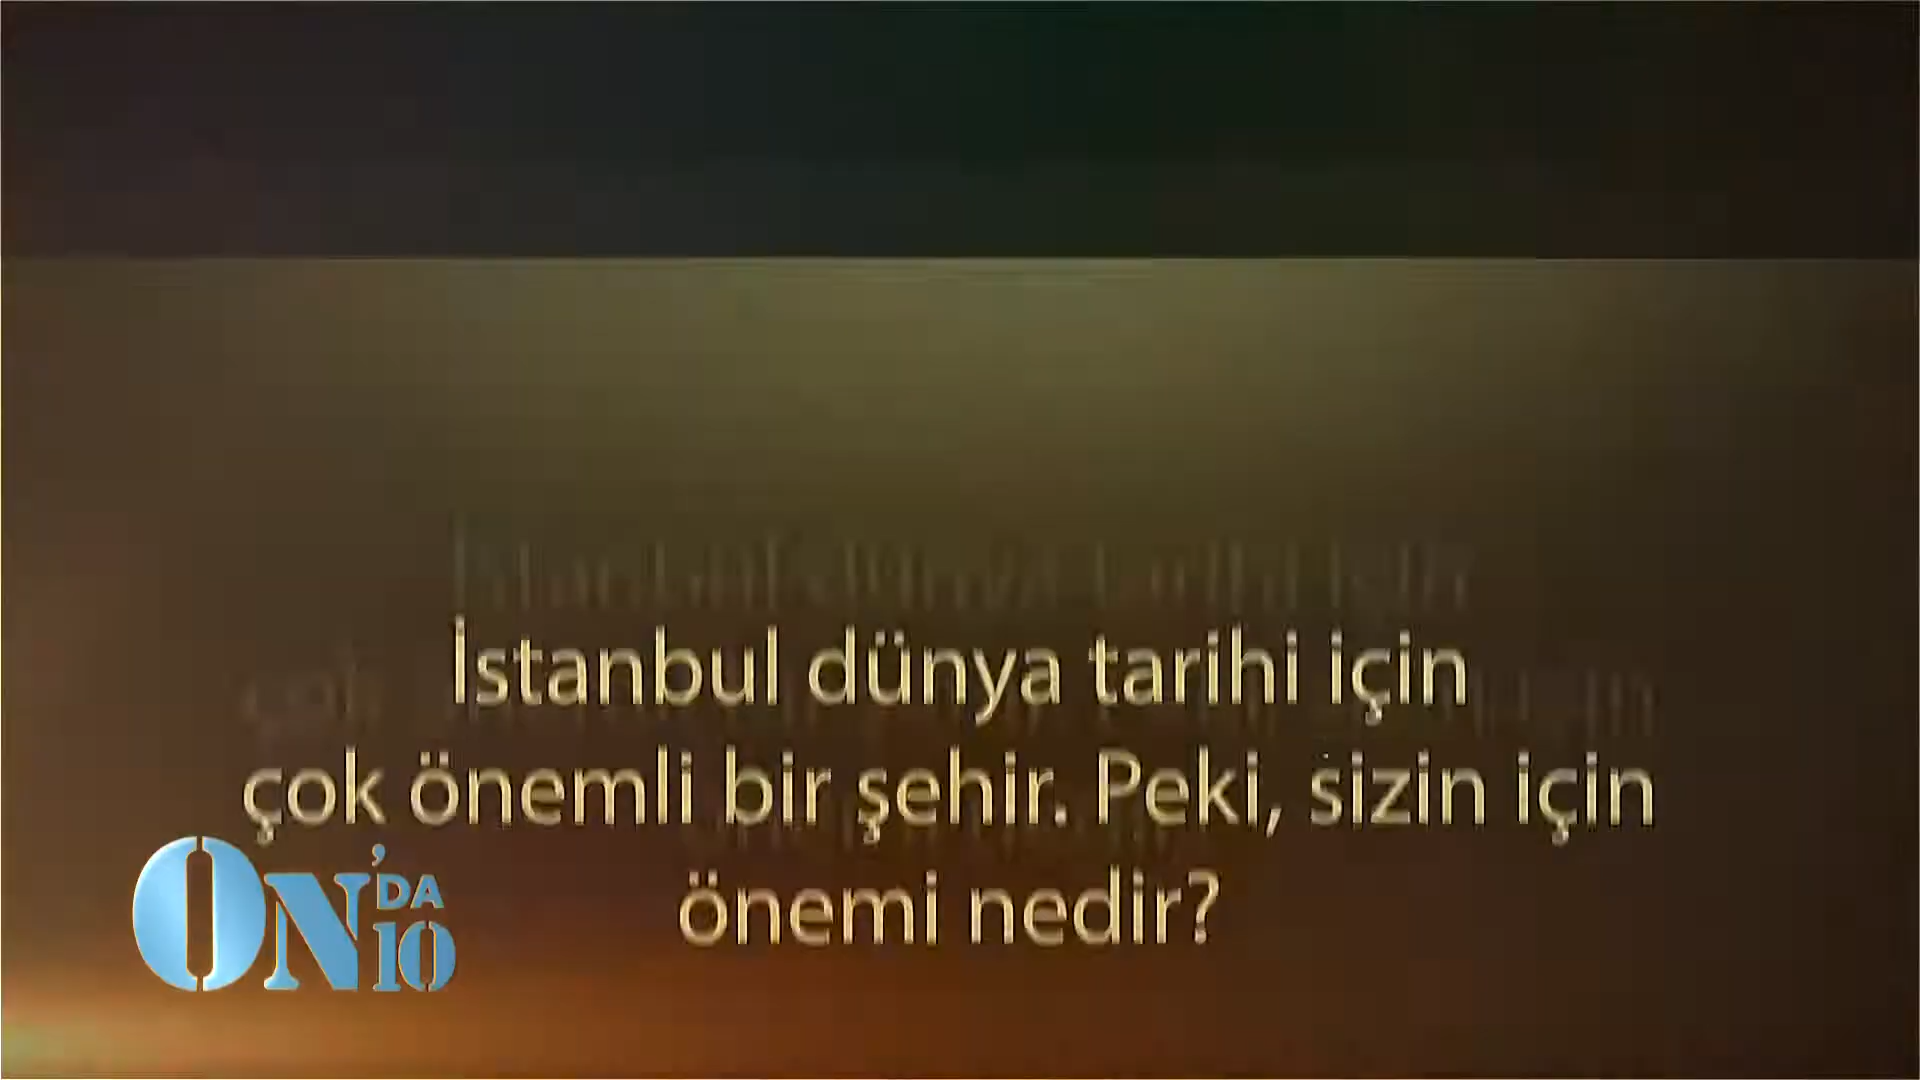 İstanbul dünya tarihi için
çok önemli bir şehir. Peki, sizin için
önemi nedir?
ON'DA
10